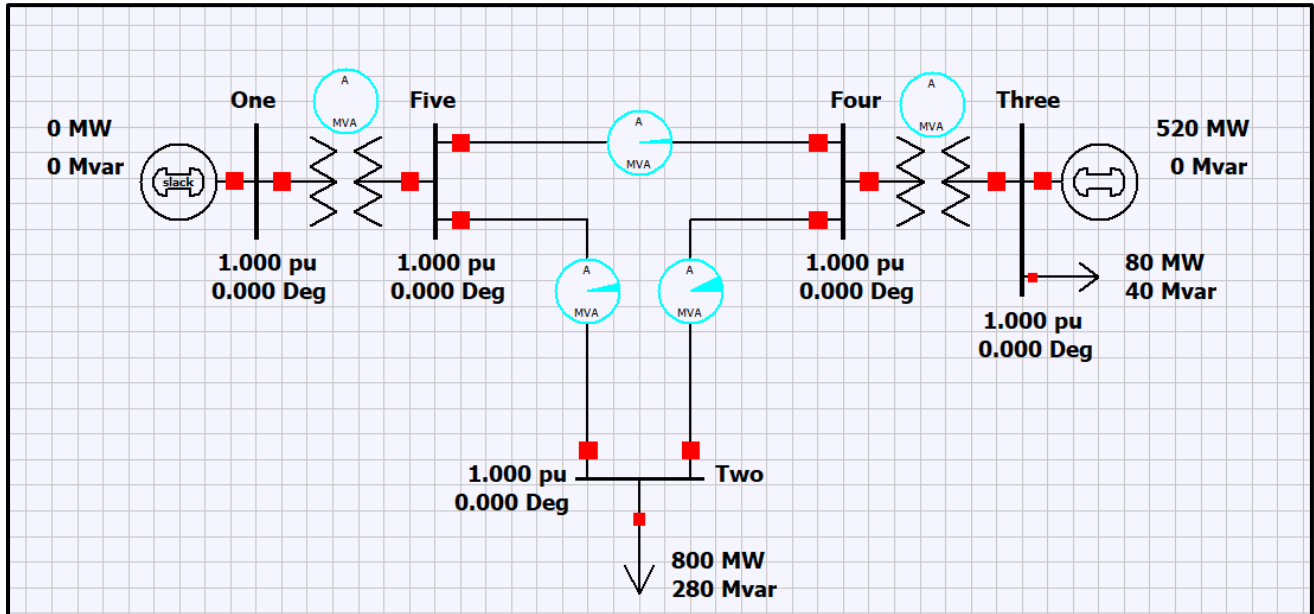 A
MVA
One
Five
0 MW
0 Mvar
slack
1.000 pu
0.000 Deg
1.000 pu
0.000 Deg
A
MVA
A
MVA
A
MVA
Four
A
MVA
Three
520 MW
0 Mvar
1.000 pu
0.000 Deg
80 MW
40 Mvar
1.000 pu
0.000 Deg
1.000 pu
0.000 Deg
Two
800 MW
280 Mvar